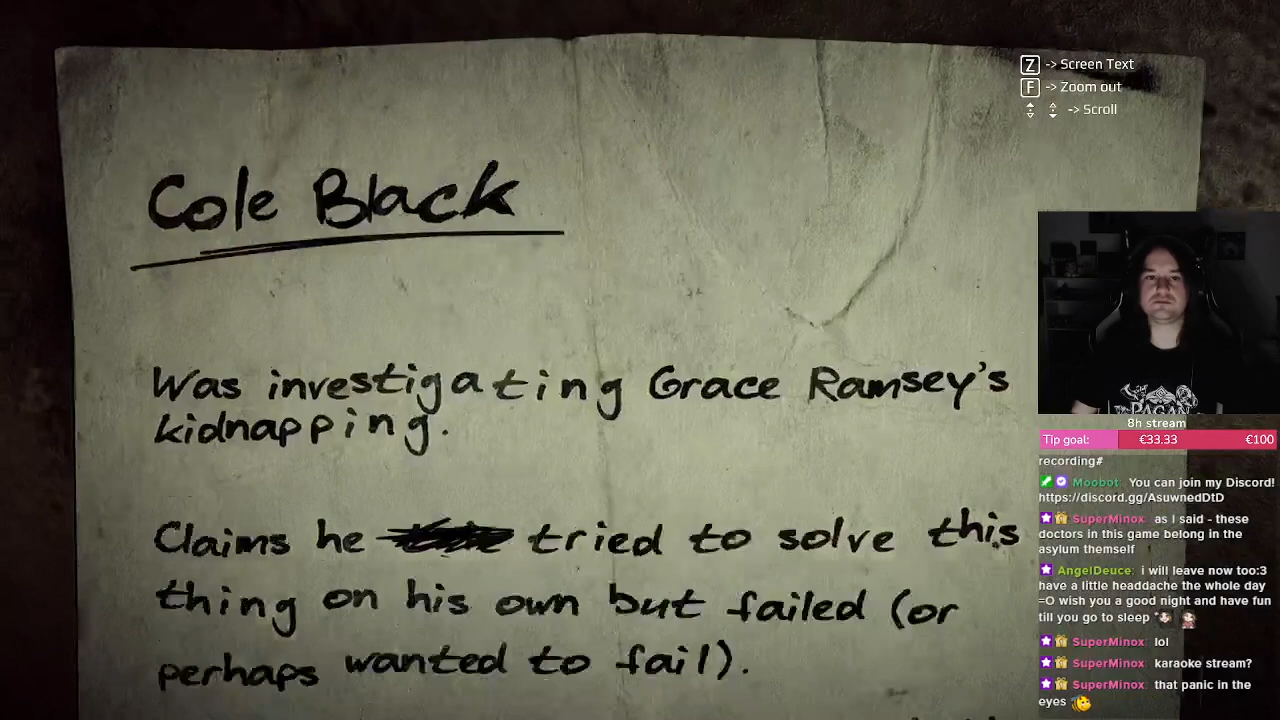 Z -> Screen Text
F -> Zoom out
-> Scroll
Cole Black
Was investigating Grace Ramsey's
kidnapping.
Claims he tried to solve this
thing on his own but failed (or
perhaps wanted to fail).
PAGAN
8h stream
Tip goal: €33.33 €100
recording#
Moobot: You can join my Discord!
https://discord.gg/AsuwnedDtD
SuperMinox: as I said - these
doctors in this game belong in the
asylum themself
AngelDeuce: i will leave now too:3
have a little headdache the whole day
=O wish you a good night and have fun
till you go to sleep
SuperMinox: lol
SuperMinox: karaoke stream?
SuperMinox: that panic in the
eyes